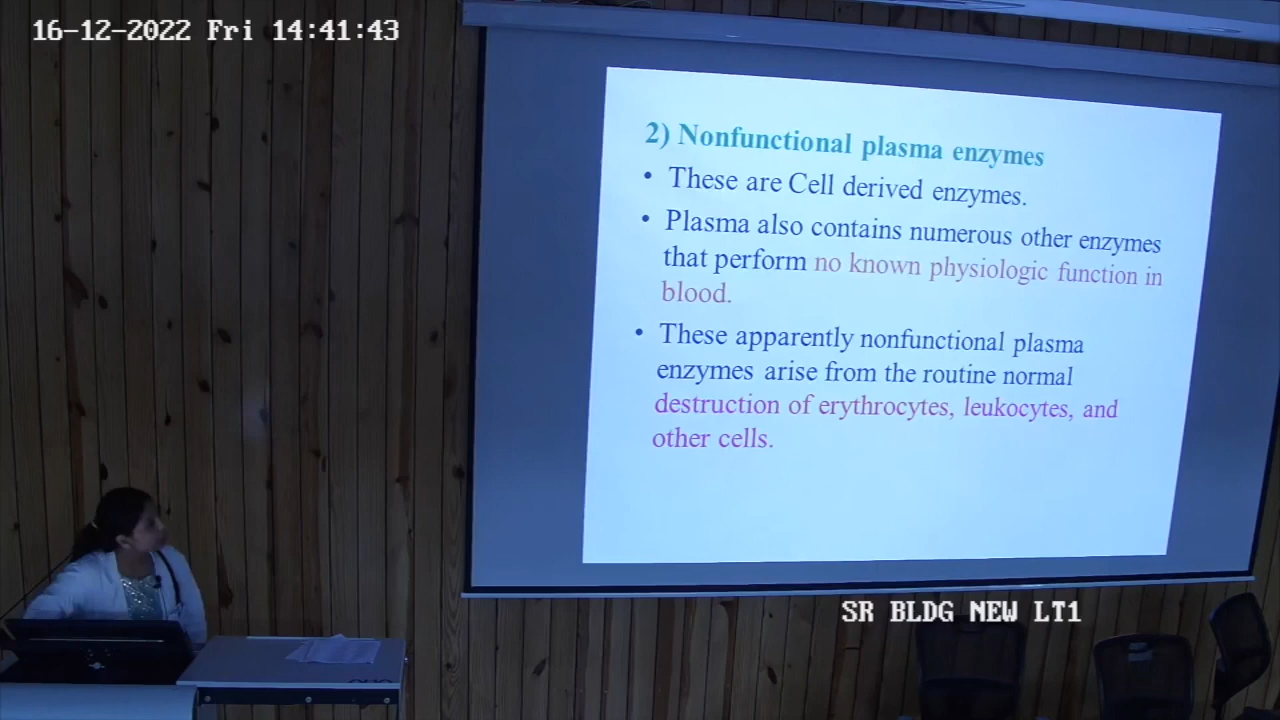 16-12-2022 Fri 14:41:43
2) Nonfunctional plasma enzymes
• These are Cell derived enzymes.
• Plasma also contains numerous other enzymes
that perform no known physiologic function in
blood.
• These apparently nonfunctional plasma
enzymes arise from the routine normal
destruction of erythrocytes, leukocytes, and
other cells.
SR BLDG NEW LT1